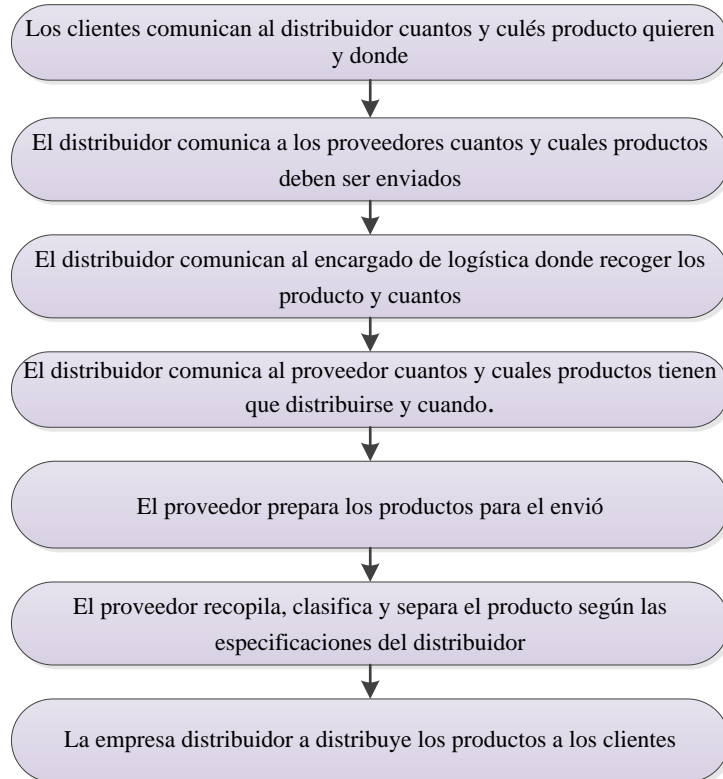 Los clientes comunican al distribuidor cuantos y culés producto quieren
y donde
El distribuidor comunica a los proveedores cuantos y cuales productos
deben ser enviados
El distribuidor comunican al encargado de logística donde recoger los
producto y cuantos
El distribuidor comunica al proveedor cuantos y cuales productos tienen
que distribuirse y cuando.
El proveedor prepara los productos para el envió
El proveedor recopila, clasifica y separa el producto según las
especificaciones del distribuidor
La empresa distribuidor a distribuye los productos a los clientes